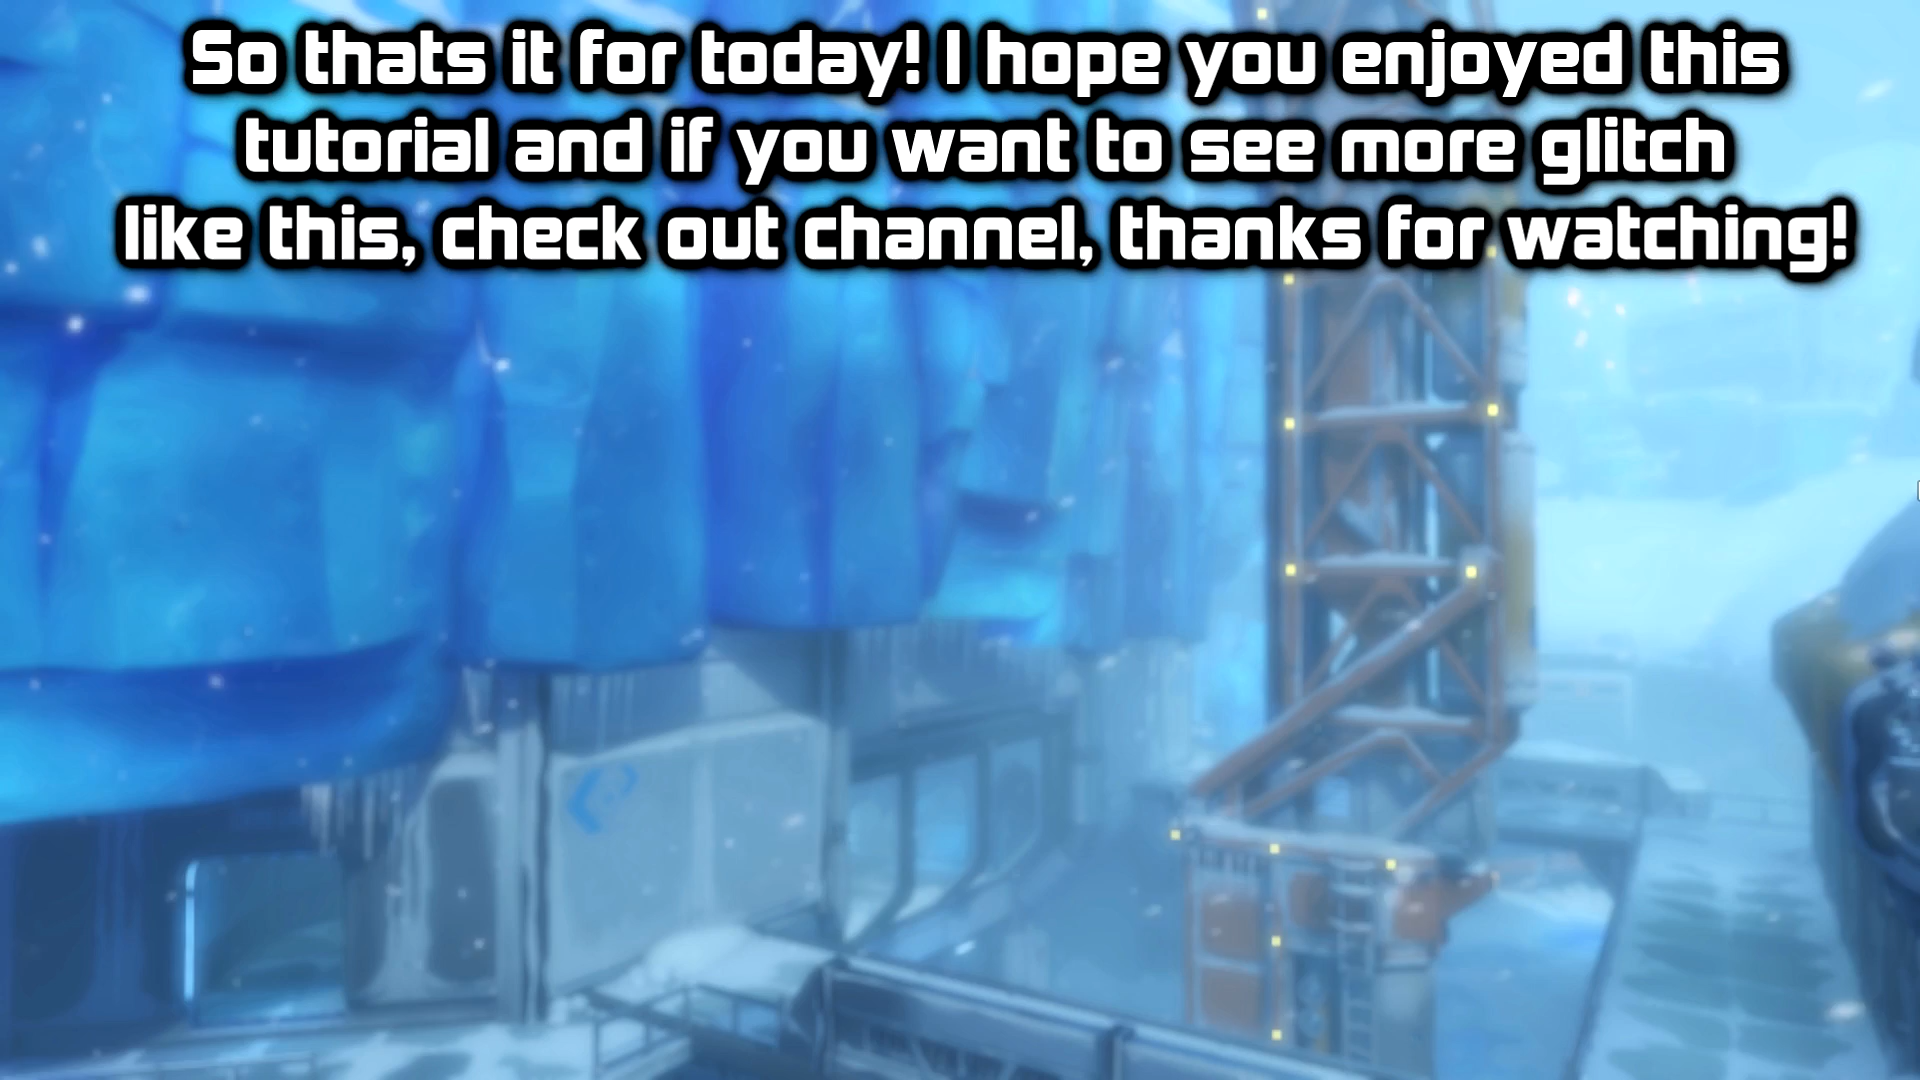 So thats it for today! I hope you enjoyed this
tutorial and if you want to see more glitch
like this, check out channel, thanks for watching!